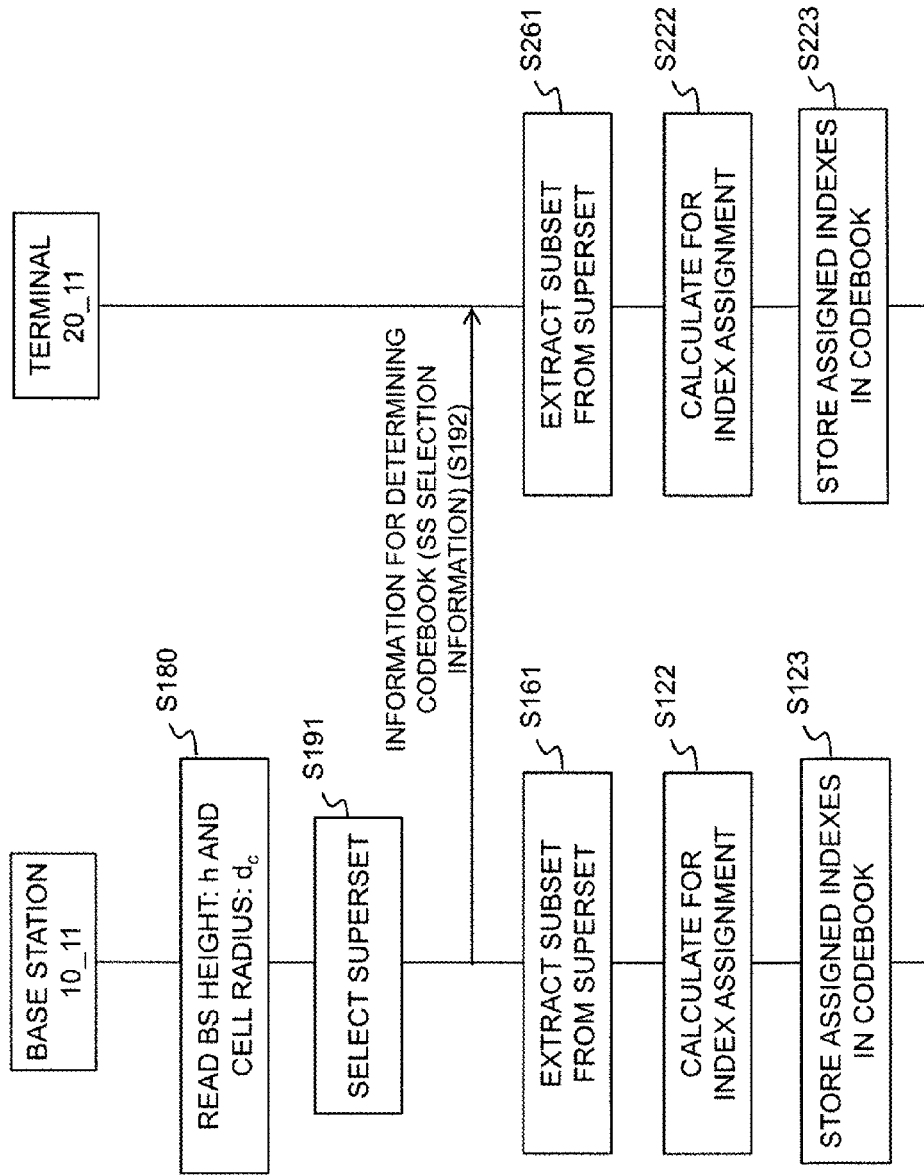 BASE STATION
10_11
TERMINAL
20_11
READ BS HEIGHT: h AND
CELL RADIUS: dc
S180
SELECT SUPERSET
S191
INFORMATION FOR DETERMINING
CODEBOOK (SS SELECTION
INFORMATION) (S192)
EXTRACT SUBSET
FROM SUPERSET
S161
EXTRACT SUBSET
FROM SUPERSET
S261
CALCULATE FOR
INDEX ASSIGNMENT
S122
CALCULATE FOR
INDEX ASSIGNMENT
S222
STORE ASSIGNED INDEXES
IN CODEBOOK
S123
STORE ASSIGNED INDEXES
IN CODEBOOK
S223